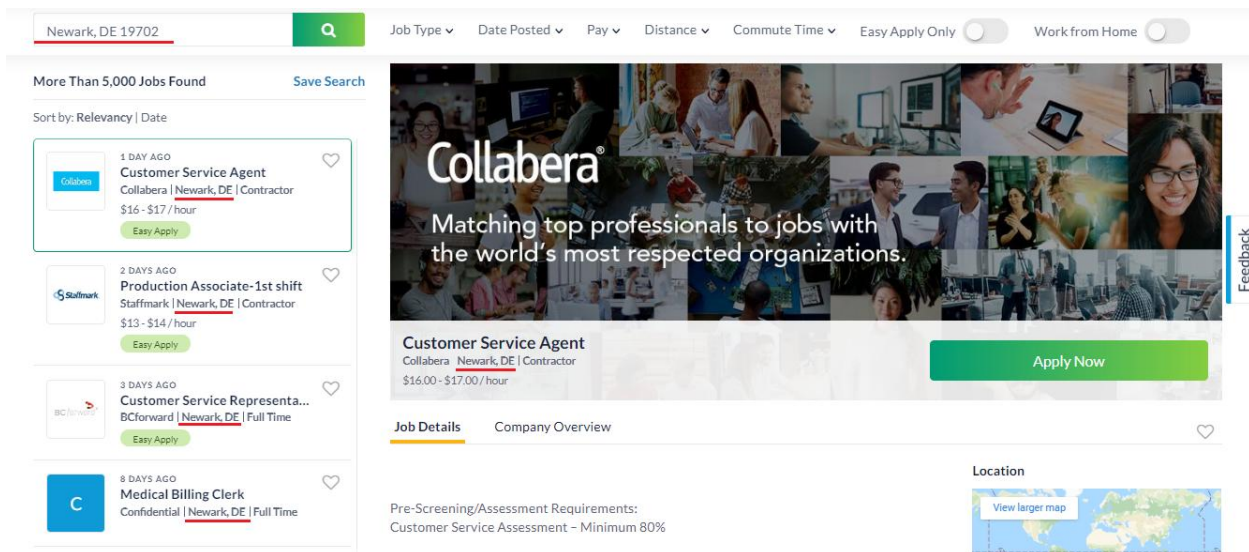 Newark, DE 19702
Job Type
Date Posted
Pay
Distance
Commute Time
Easy Apply Only
Work from Home
More Than 5,000 Jobs Found
Save Search
Sort by: Relevancy | Date
Collabera
1 DAY AGO
Customer Service Agent
Collabera | Newark, DE | Contractor
$16 - $17 / hour
Easy Apply
Staffmark
2 DAYS AGO
Production Associate-1st shift
Staffmark | Newark, DE | Contractor
$13 - $14 / hour
Easy Apply
BCforward
3 DAYS AGO
Customer Service Representa...
BCforward | Newark, DE | Full Time
Easy Apply
C
8 DAYS AGO
Medical Billing Clerk
Confidential | Newark, DE | Full Time
Collabera®
Matching top professionals to jobs with
the world's most respected organizations.
Customer Service Agent
Collabera Newark, DE | Contractor
$16.00 - $17.00 / hour
Apply Now
Job Details
Company Overview
Pre-Screening/Assessment Requirements:
Customer Service Assessment – Minimum 80%
Location
View larger map
Feedback